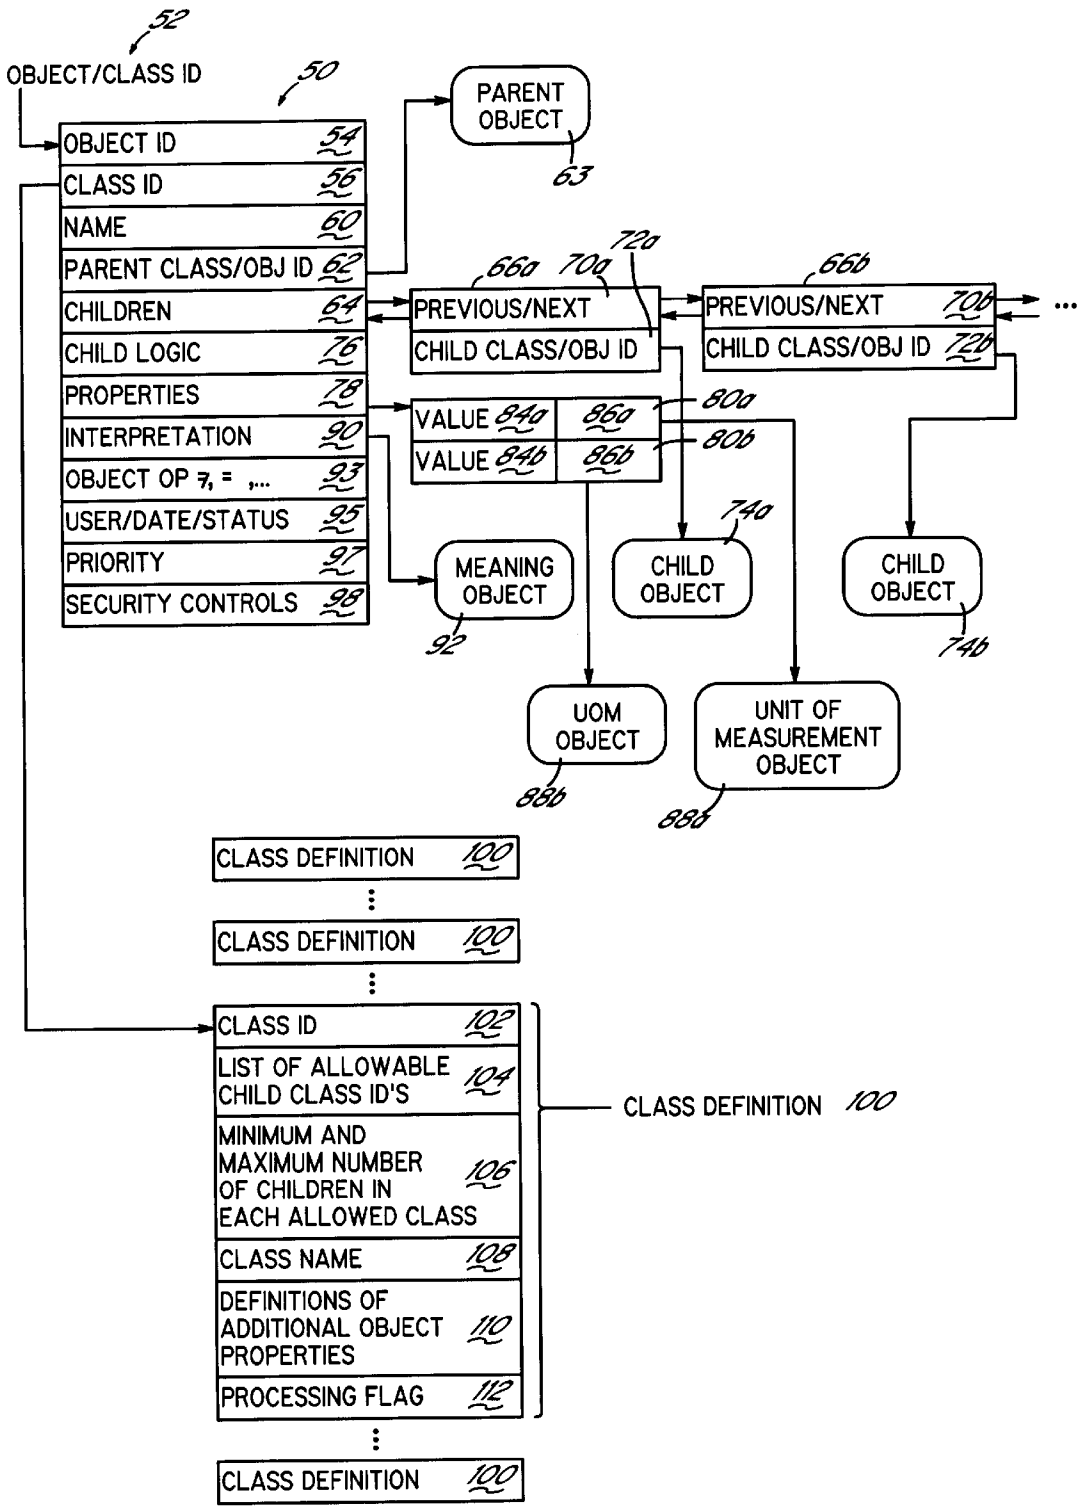 52
OBJECT/CLASS ID
50
PARENT
OBJECT
63
OBJECT ID 54
CLASS ID 56
NAME 60
PARENT CLASS/OBJ ID 62
CHILDREN 64
CHILD LOGIC 76
PROPERTIES 78
INTERPRETATION 90
OBJECT OP ≠, = ,... 93
USER/DATE/STATUS 95
PRIORITY 97
SECURITY CONTROLS 98
66a 70a 72a
PREVIOUS/NEXT
CHILD CLASS/OBJ ID
66b
PREVIOUS/NEXT 70b
CHILD CLASS/OBJ ID 72b
...
VALUE 84a 86a 80a
VALUE 84b 86b 80b
MEANING
OBJECT
92
74a
CHILD
OBJECT
CHILD
OBJECT
74b
UOM
OBJECT
88b
UNIT OF
MEASUREMENT
OBJECT
88a
CLASS DEFINITION 100
...
CLASS DEFINITION 100
...
CLASS ID 102
LIST OF ALLOWABLE
CHILD CLASS ID'S 104
MINIMUM AND
MAXIMUM NUMBER
OF CHILDREN IN
EACH ALLOWED CLASS 106
CLASS NAME 108
DEFINITIONS OF
ADDITIONAL OBJECT
PROPERTIES 110
PROCESSING FLAG 112
CLASS DEFINITION 100
...
CLASS DEFINITION 100